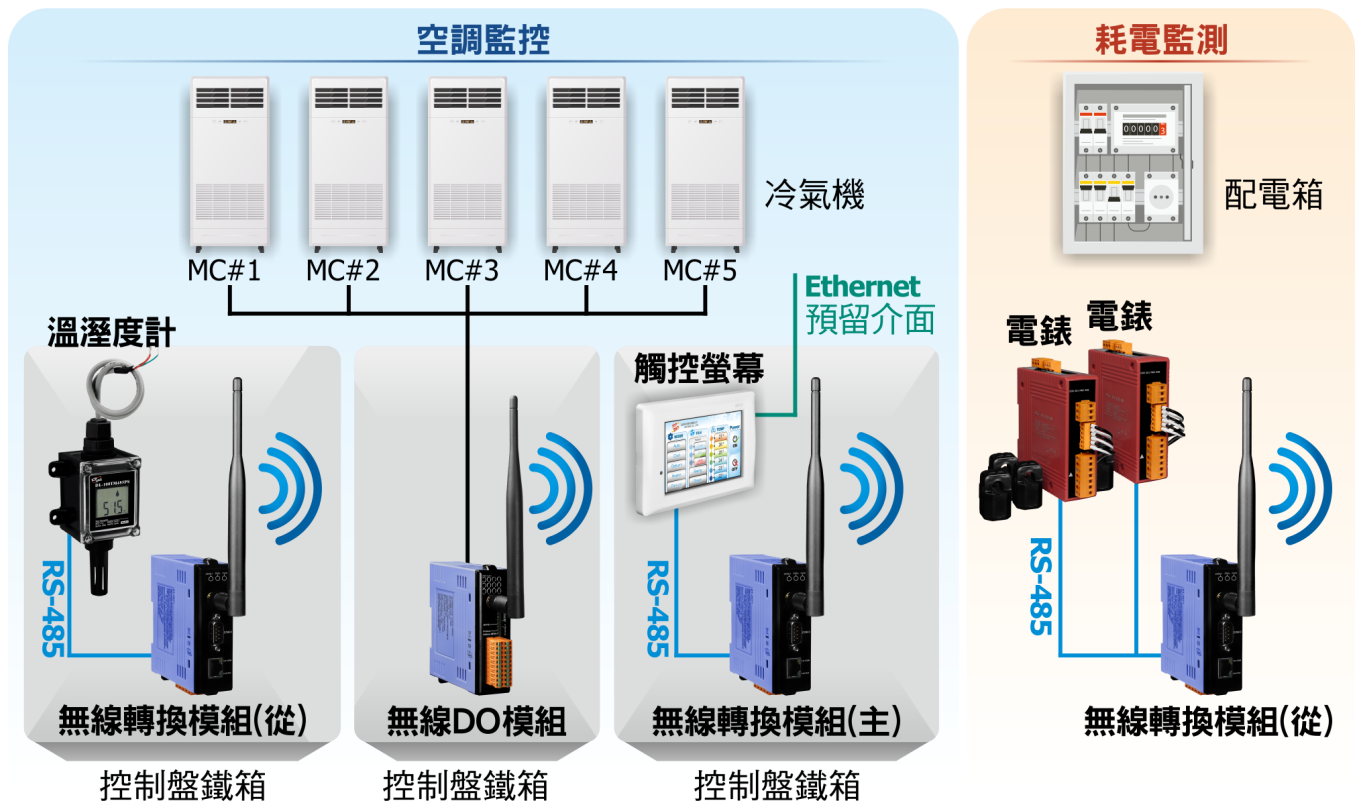 空調監控
耗電監測
冷氣機
配電箱
MC#1
MC#2
MC#3
MC#4
MC#5
Ethernet
預留介面
溫溼度計
觸控螢幕
電錶
電錶
00000 3
515
RS-485
RS-485
RS-485
無線轉換模組(從)
無線DO模組
無線轉換模組(主)
無線轉換模組(從)
控制盤鐵箱
控制盤鐵箱
控制盤鐵箱